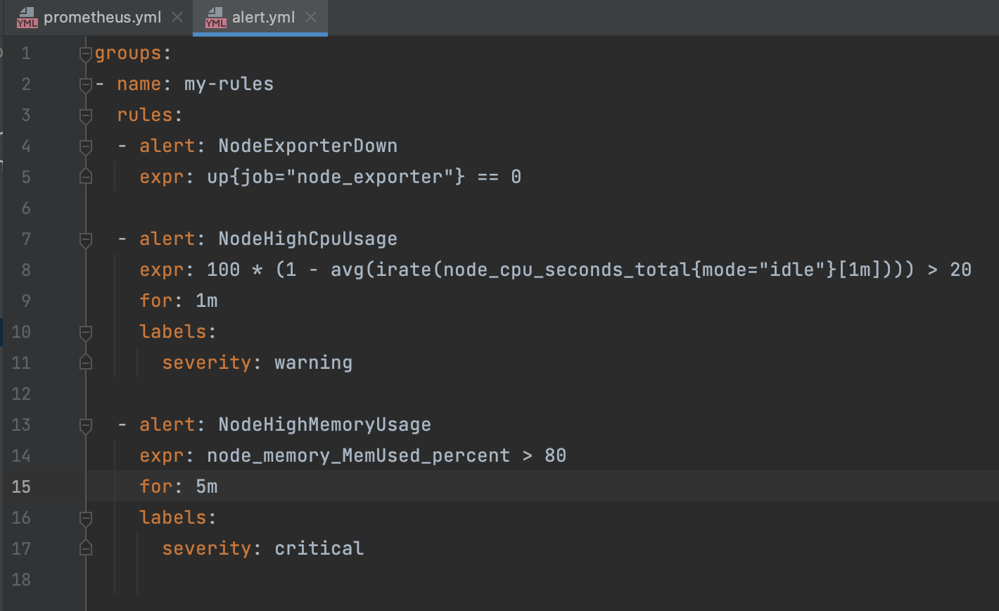 prometheus.yml
alert.yml
1 groups:
2 - name: my-rules
3   rules:
4   - alert: NodeExporterDown
5     expr: up{job="node_exporter"} == 0
6
7   - alert: NodeHighCpuUsage
8     expr: 100 * (1 - avg(irate(node_cpu_seconds_total{mode="idle"}[1m]))) > 20
9     for: 1m
10     labels:
11       severity: warning
12
13   - alert: NodeHighMemoryUsage
14     expr: node_memory_MemUsed_percent > 80
15     for: 5m
16     labels:
17       severity: critical
18